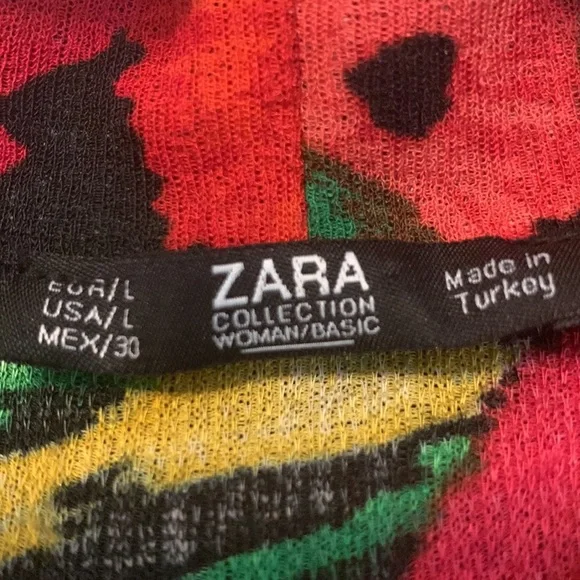 EUR/L
USA/L
MEX/30
ZARA
COLLECTION
WOMAN/BASIC
Made in
Turkey